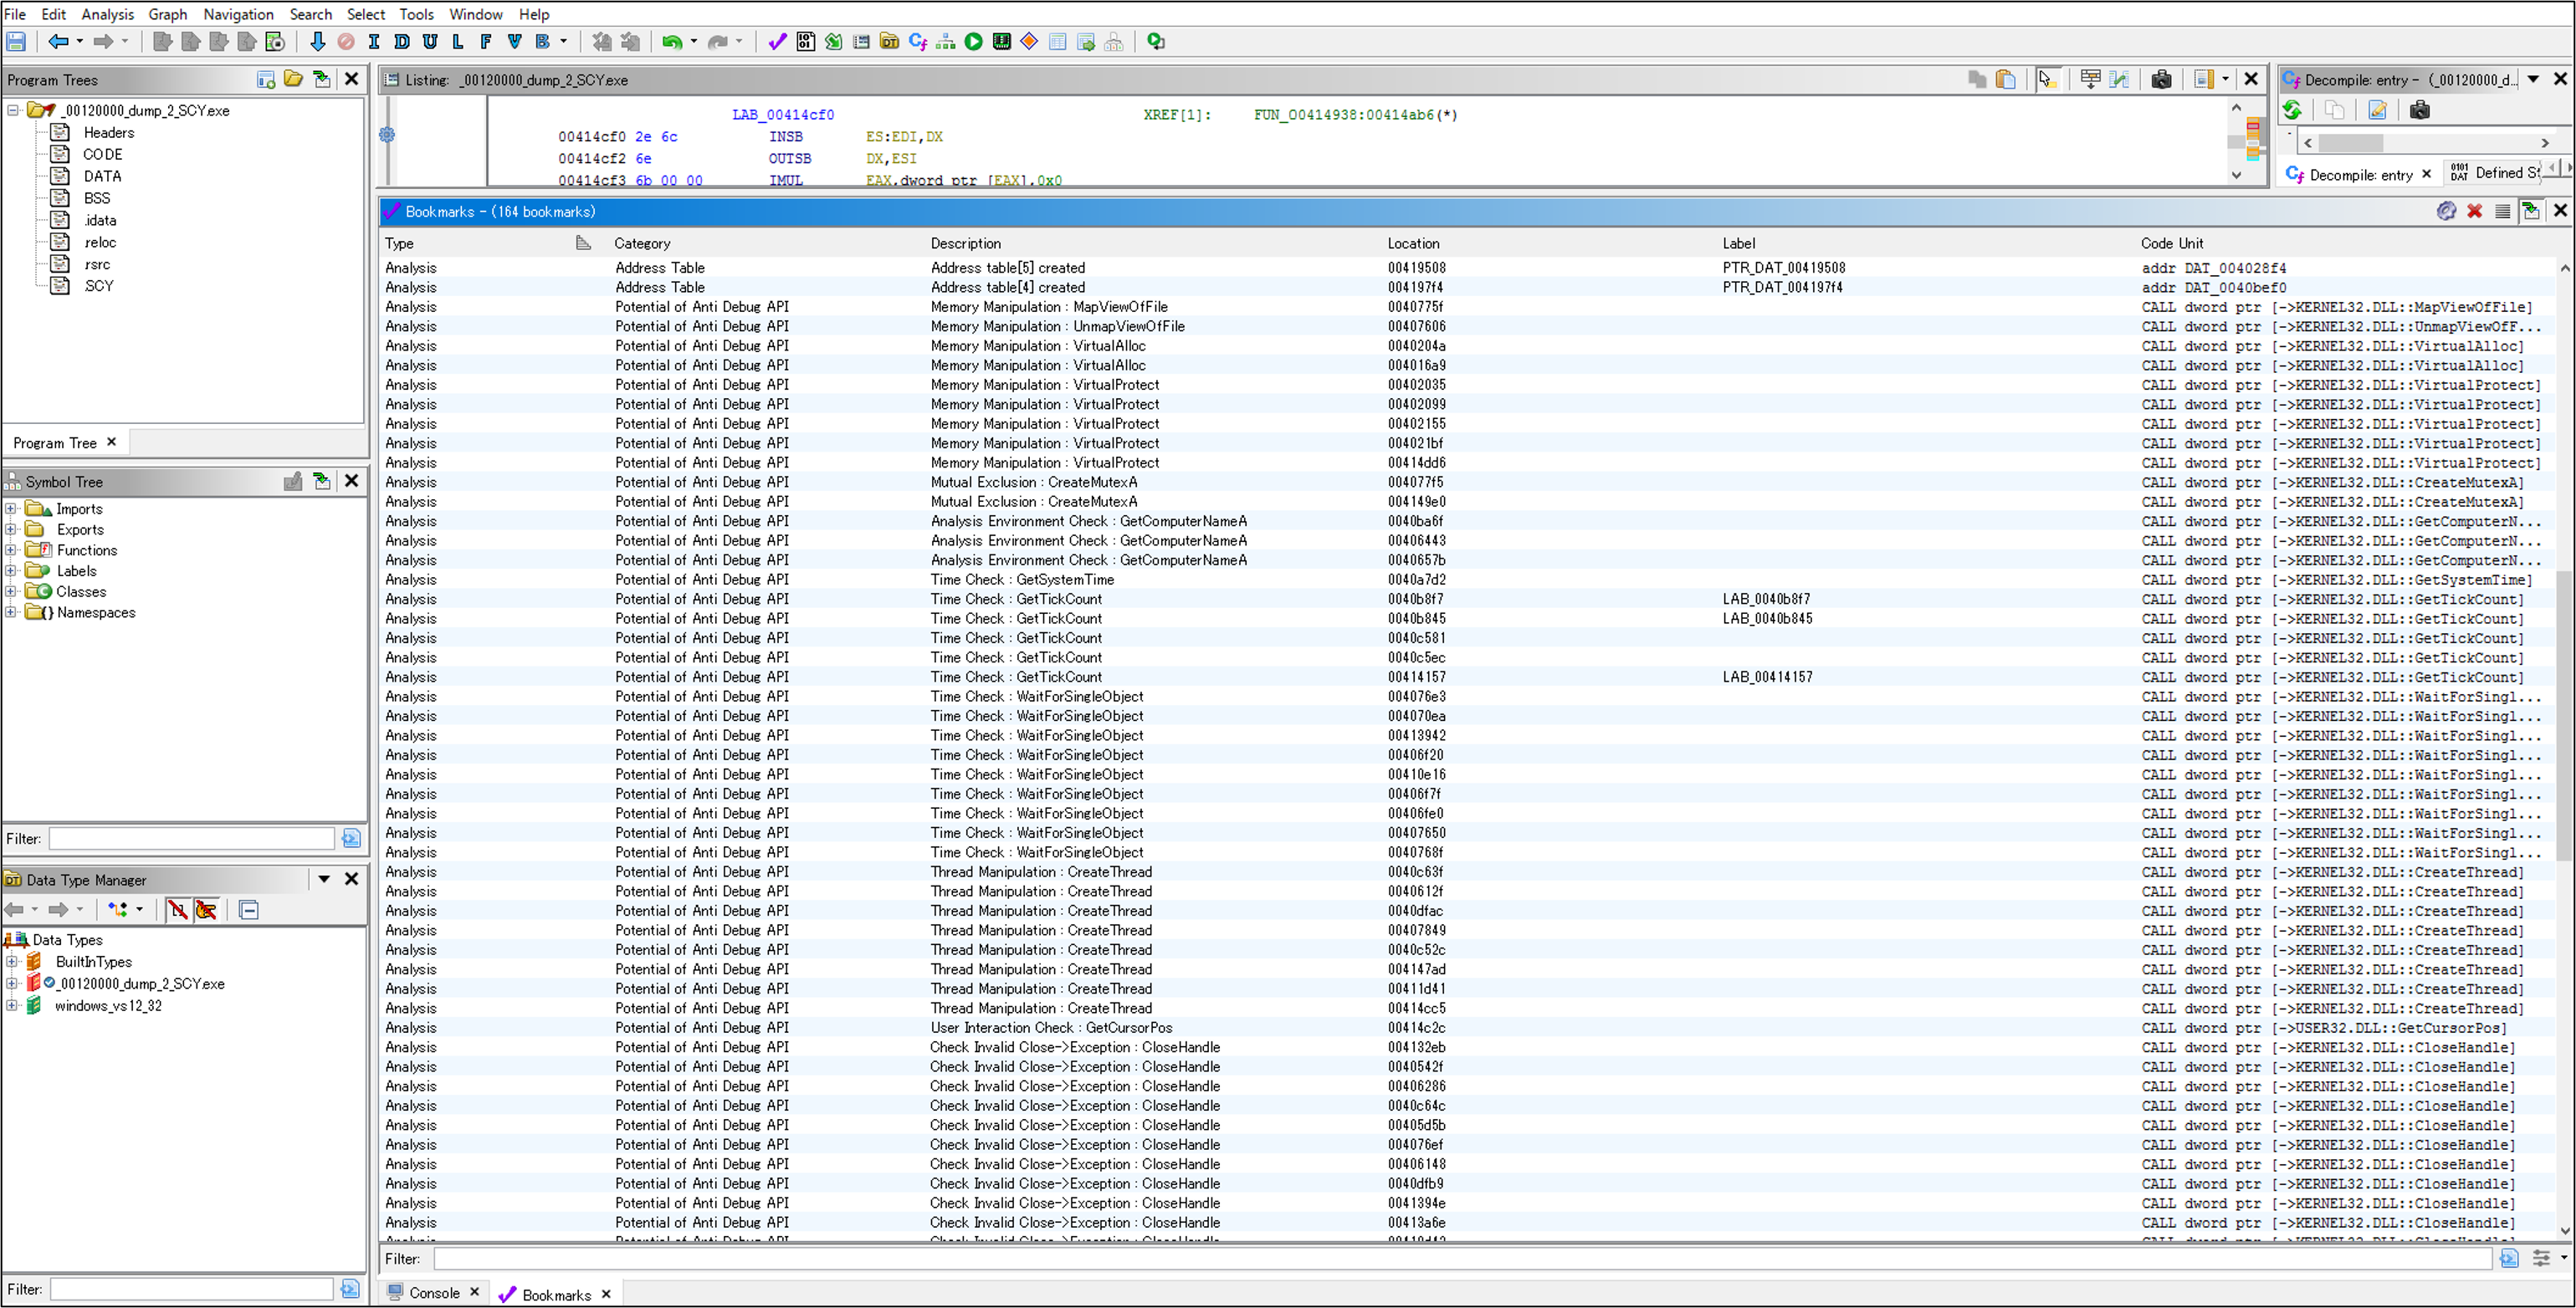 File Edit Analysis Graph Navigation Search Select Tools Window Help
I D U L F V B
Program Trees
_00120000_dump_2_SCY.exe
Headers
CODE
DATA
BSS
.idata
.reloc
.rsrc
.SCY
Program Tree
Symbol Tree
Imports
Exports
Functions
Labels
Classes
Namespaces
Filter:
Data Type Manager
Data Types
BuiltInTypes
_00120000_dump_2_SCY.exe
windows_vs12_32
Filter:
Listing: _00120000_dump_2_SCY.exe
LAB_00414cf0 XREF[1]: FUN_00414938:00414ab6(*)
00414cf0 2e 6c INSB ES:EDI,DX
00414cf2 6e OUTSB DX,ESI
00414cf3 6b 00 00 IMUL EAX,dword ptr [EAX],0x0
Decompile: entry - (_00120000_d...
Decompile: entry
Defined St
Bookmarks - (164 bookmarks)
Type Category Description Location Label Code Unit
Analysis Address Table Address table[5] created 00419508 PTR_DAT_00419508 addr DAT_004028f4
Analysis Address Table Address table[4] created 004197f4 PTR_DAT_004197f4 addr DAT_0040bef0
Analysis Potential of Anti Debug API Memory Manipulation : MapViewOfFile 0040775f CALL dword ptr [->KERNEL32.DLL::MapViewOfFile]
Analysis Potential of Anti Debug API Memory Manipulation : UnmapViewOfFile 00407606 CALL dword ptr [->KERNEL32.DLL::UnmapViewOfF...
Analysis Potential of Anti Debug API Memory Manipulation : VirtualAlloc 0040204a CALL dword ptr [->KERNEL32.DLL::VirtualAlloc]
Analysis Potential of Anti Debug API Memory Manipulation : VirtualAlloc 004016a9 CALL dword ptr [->KERNEL32.DLL::VirtualAlloc]
Analysis Potential of Anti Debug API Memory Manipulation : VirtualProtect 00402035 CALL dword ptr [->KERNEL32.DLL::VirtualProtect]
Analysis Potential of Anti Debug API Memory Manipulation : VirtualProtect 00402099 CALL dword ptr [->KERNEL32.DLL::VirtualProtect]
Analysis Potential of Anti Debug API Memory Manipulation : VirtualProtect 00402155 CALL dword ptr [->KERNEL32.DLL::VirtualProtect]
Analysis Potential of Anti Debug API Memory Manipulation : VirtualProtect 004021bf CALL dword ptr [->KERNEL32.DLL::VirtualProtect]
Analysis Potential of Anti Debug API Memory Manipulation : VirtualProtect 00414dd6 CALL dword ptr [->KERNEL32.DLL::VirtualProtect]
Analysis Potential of Anti Debug API Mutual Exclusion : CreateMutexA 004077f5 CALL dword ptr [->KERNEL32.DLL::CreateMutexA]
Analysis Potential of Anti Debug API Mutual Exclusion : CreateMutexA 004149e0 CALL dword ptr [->KERNEL32.DLL::CreateMutexA]
Analysis Potential of Anti Debug API Analysis Environment Check : GetComputerNameA 0040ba6f CALL dword ptr [->KERNEL32.DLL::GetComputerN...
Analysis Potential of Anti Debug API Analysis Environment Check : GetComputerNameA 00406443 CALL dword ptr [->KERNEL32.DLL::GetComputerN...
Analysis Potential of Anti Debug API Analysis Environment Check : GetComputerNameA 0040657b CALL dword ptr [->KERNEL32.DLL::GetComputerN...
Analysis Potential of Anti Debug API Time Check : GetSystemTime 0040a7d2 CALL dword ptr [->KERNEL32.DLL::GetSystemTime]
Analysis Potential of Anti Debug API Time Check : GetTickCount 0040b8f7 LAB_0040b8f7 CALL dword ptr [->KERNEL32.DLL::GetTickCount]
Analysis Potential of Anti Debug API Time Check : GetTickCount 0040b845 LAB_0040b845 CALL dword ptr [->KERNEL32.DLL::GetTickCount]
Analysis Potential of Anti Debug API Time Check : GetTickCount 0040c581 CALL dword ptr [->KERNEL32.DLL::GetTickCount]
Analysis Potential of Anti Debug API Time Check : GetTickCount 0040c5ec CALL dword ptr [->KERNEL32.DLL::GetTickCount]
Analysis Potential of Anti Debug API Time Check : GetTickCount 00414157 LAB_00414157 CALL dword ptr [->KERNEL32.DLL::GetTickCount]
Analysis Potential of Anti Debug API Time Check : WaitForSingleObject 004076e3 CALL dword ptr [->KERNEL32.DLL::WaitForSingl...
Analysis Potential of Anti Debug API Time Check : WaitForSingleObject 004070ea CALL dword ptr [->KERNEL32.DLL::WaitForSingl...
Analysis Potential of Anti Debug API Time Check : WaitForSingleObject 00413942 CALL dword ptr [->KERNEL32.DLL::WaitForSingl...
Analysis Potential of Anti Debug API Time Check : WaitForSingleObject 00406f20 CALL dword ptr [->KERNEL32.DLL::WaitForSingl...
Analysis Potential of Anti Debug API Time Check : WaitForSingleObject 00410e16 CALL dword ptr [->KERNEL32.DLL::WaitForSingl...
Analysis Potential of Anti Debug API Time Check : WaitForSingleObject 00406f7f CALL dword ptr [->KERNEL32.DLL::WaitForSingl...
Analysis Potential of Anti Debug API Time Check : WaitForSingleObject 00406fe0 CALL dword ptr [->KERNEL32.DLL::WaitForSingl...
Analysis Potential of Anti Debug API Time Check : WaitForSingleObject 00407650 CALL dword ptr [->KERNEL32.DLL::WaitForSingl...
Analysis Potential of Anti Debug API Time Check : WaitForSingleObject 0040768f CALL dword ptr [->KERNEL32.DLL::WaitForSingl...
Analysis Potential of Anti Debug API Thread Manipulation : CreateThread 0040c63f CALL dword ptr [->KERNEL32.DLL::CreateThread]
Analysis Potential of Anti Debug API Thread Manipulation : CreateThread 0040612f CALL dword ptr [->KERNEL32.DLL::CreateThread]
Analysis Potential of Anti Debug API Thread Manipulation : CreateThread 0040dfac CALL dword ptr [->KERNEL32.DLL::CreateThread]
Analysis Potential of Anti Debug API Thread Manipulation : CreateThread 00407849 CALL dword ptr [->KERNEL32.DLL::CreateThread]
Analysis Potential of Anti Debug API Thread Manipulation : CreateThread 0040c52c CALL dword ptr [->KERNEL32.DLL::CreateThread]
Analysis Potential of Anti Debug API Thread Manipulation : CreateThread 004147ad CALL dword ptr [->KERNEL32.DLL::CreateThread]
Analysis Potential of Anti Debug API Thread Manipulation : CreateThread 00411d41 CALL dword ptr [->KERNEL32.DLL::CreateThread]
Analysis Potential of Anti Debug API Thread Manipulation : CreateThread 00414cc5 CALL dword ptr [->KERNEL32.DLL::CreateThread]
Analysis Potential of Anti Debug API User Interaction Check : GetCursorPos 00414c2c CALL dword ptr [->USER32.DLL::GetCursorPos]
Analysis Potential of Anti Debug API Check Invalid Close->Exception : CloseHandle 004132eb CALL dword ptr [->KERNEL32.DLL::CloseHandle]
Analysis Potential of Anti Debug API Check Invalid Close->Exception : CloseHandle 0040542f CALL dword ptr [->KERNEL32.DLL::CloseHandle]
Analysis Potential of Anti Debug API Check Invalid Close->Exception : CloseHandle 00406286 CALL dword ptr [->KERNEL32.DLL::CloseHandle]
Analysis Potential of Anti Debug API Check Invalid Close->Exception : CloseHandle 0040c64c CALL dword ptr [->KERNEL32.DLL::CloseHandle]
Analysis Potential of Anti Debug API Check Invalid Close->Exception : CloseHandle 00405d5b CALL dword ptr [->KERNEL32.DLL::CloseHandle]
Analysis Potential of Anti Debug API Check Invalid Close->Exception : CloseHandle 004076ef CALL dword ptr [->KERNEL32.DLL::CloseHandle]
Analysis Potential of Anti Debug API Check Invalid Close->Exception : CloseHandle 00406148 CALL dword ptr [->KERNEL32.DLL::CloseHandle]
Analysis Potential of Anti Debug API Check Invalid Close->Exception : CloseHandle 0040dfb9 CALL dword ptr [->KERNEL32.DLL::CloseHandle]
Analysis Potential of Anti Debug API Check Invalid Close->Exception : CloseHandle 0041394e CALL dword ptr [->KERNEL32.DLL::CloseHandle]
Analysis Potential of Anti Debug API Check Invalid Close->Exception : CloseHandle 00413a6e CALL dword ptr [->KERNEL32.DLL::CloseHandle]
Filter:
Console Bookmarks